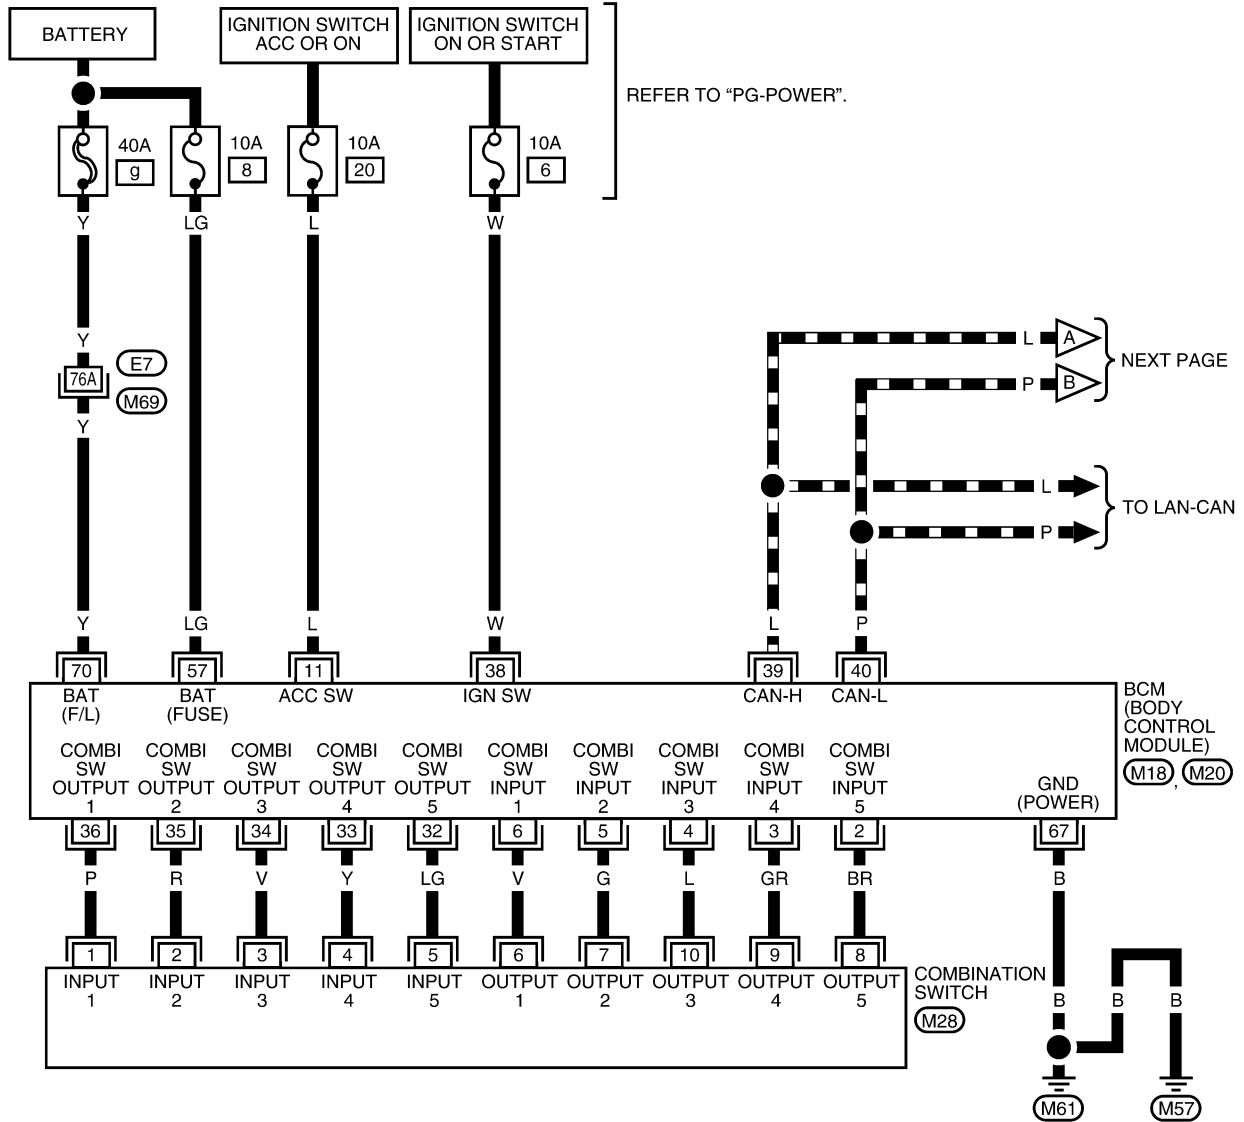 BATTERY
IGNITION SWITCH
ACC OR ON
IGNITION SWITCH
ON OR START
REFER TO “PG-POWER”.
40A
g
10A
8
10A
20
10A
6
Y
LG
L
W
Y
76A
E7
M69
Y
L
A
P
B
NEXT PAGE
L
P
TO LAN-CAN
Y
LG
L
W
L
P
70
57
11
38
39
40
BAT
(F/L)
BAT
(FUSE)
ACC SW
IGN SW
CAN-H
CAN-L
BCM
(BODY
CONTROL
MODULE)
M18 , M20
COMBI
SW
OUTPUT
1
COMBI
SW
OUTPUT
2
COMBI
SW
OUTPUT
3
COMBI
SW
OUTPUT
4
COMBI
SW
OUTPUT
5
COMBI
SW
INPUT
1
COMBI
SW
INPUT
2
COMBI
SW
INPUT
3
COMBI
SW
INPUT
4
COMBI
SW
INPUT
5
GND
(POWER)
36
35
34
33
32
6
5
4
3
2
67
P
R
V
Y
LG
V
G
L
GR
BR
B
1
2
3
4
5
6
7
10
9
8
INPUT
1
INPUT
2
INPUT
3
INPUT
4
INPUT
5
OUTPUT
1
OUTPUT
2
OUTPUT
3
OUTPUT
4
OUTPUT
5
COMBINATION
SWITCH
M28
B
B
B
M61
M57